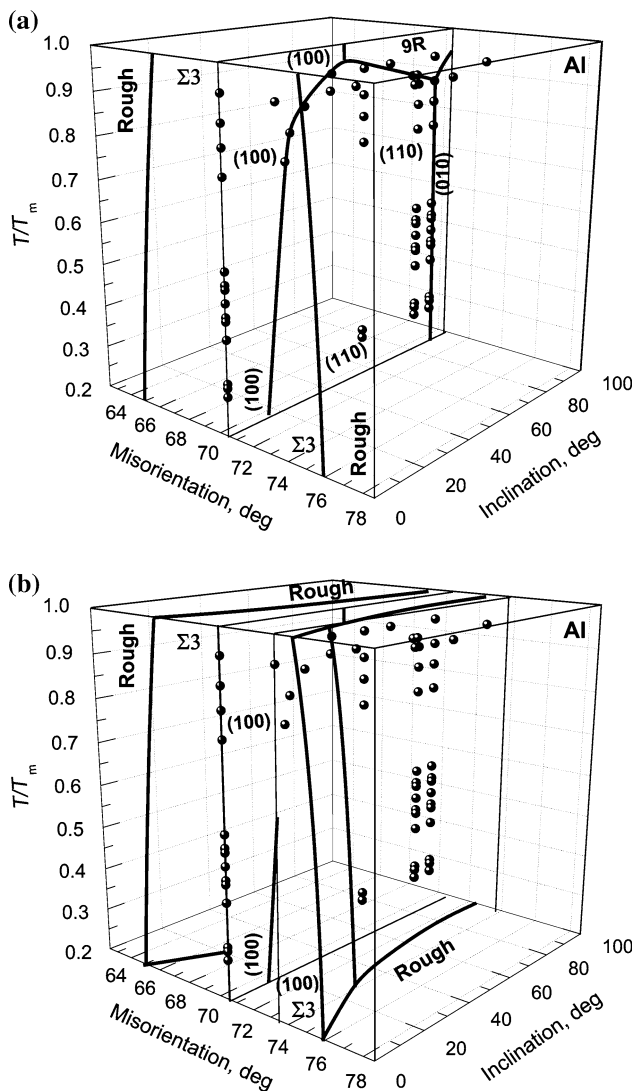 (a)
1.0
0.9
0.8
0.7
0.6
0.5
0.4
0.3
0.2
T/Tm
Rough
Σ3
(100)
9R
Al
(100)
(110)
(010)
(100)
(110)
Σ3
Rough
64
66
68
70
72
74
76
78
Misorientation, deg
0
20
40
60
80
100
Inclination, deg
(b)
1.0
0.9
0.8
0.7
0.6
0.5
0.4
0.3
0.2
T/Tm
Rough
Rough
Σ3
Al
(100)
(100)
(100)
Σ3
Rough
64
66
68
70
72
74
76
78
Misorientation, deg
0
20
40
60
80
100
Inclination, deg